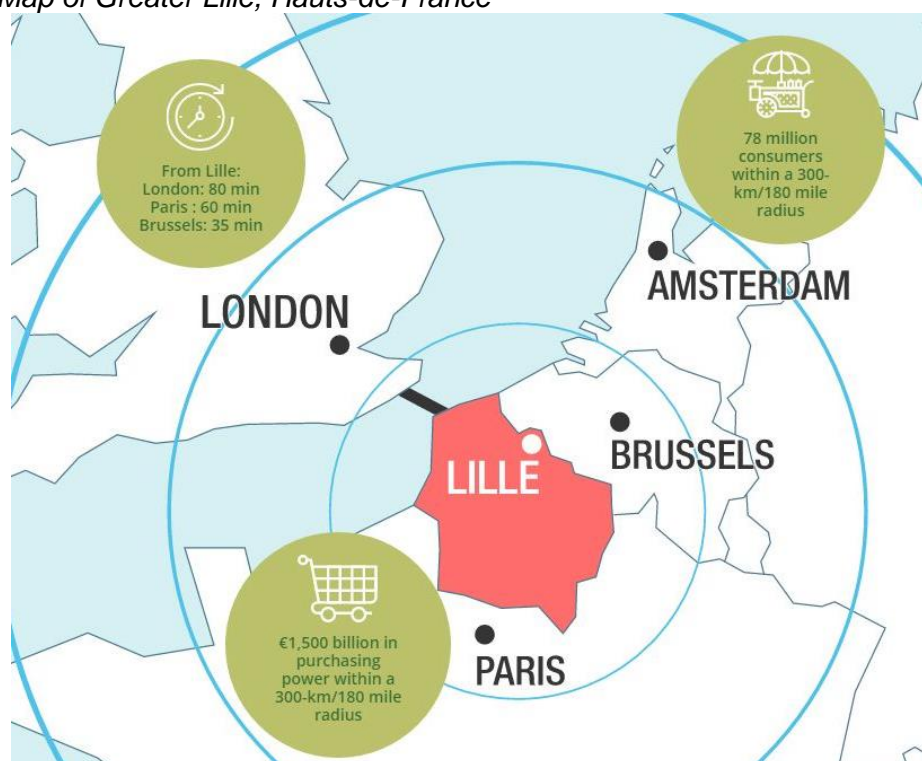 Map of Greater Lille, Hauts-de-France
From Lille:
London: 80 min
Paris : 60 min
Brussels: 35 min
78 million
consumers
within a 300-
km/180 mile
radius
AMSTERDAM
LONDON
BRUSSELS
LILLE
€1,500 billion in
purchasing
power within a
300-km/180 mile
radius
PARIS